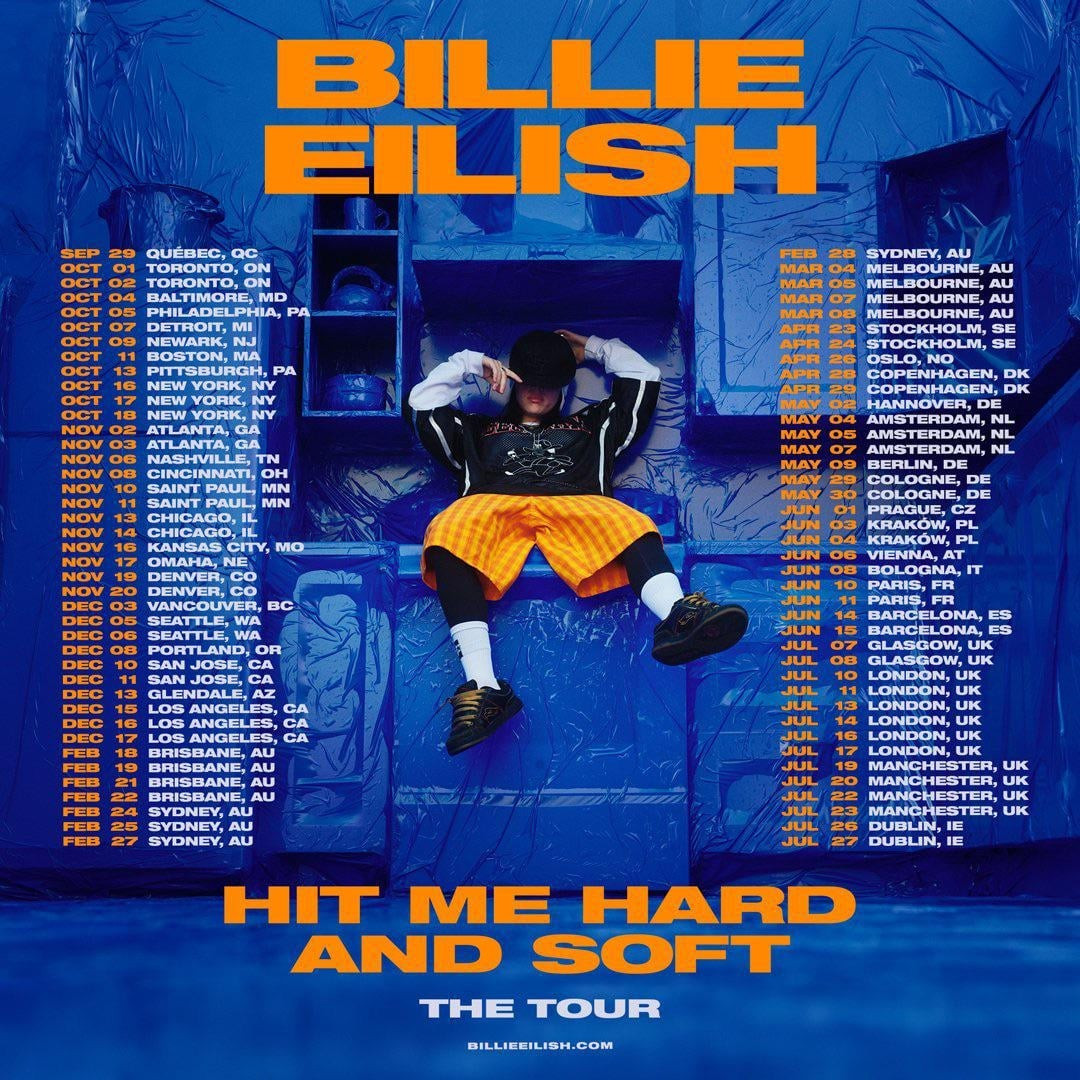 BILLIE
EILISH
SEP 29 QUÉBEC, QC
OCT 01 TORONTO, ON
OCT 02 TORONTO, ON
OCT 04 BALTIMORE, MD
OCT 05 PHILADELPHIA, PA
OCT 07 DETROIT, MI
OCT 09 NEWARK, NJ
OCT 11 BOSTON, MA
OCT 13 PITTSBURGH, PA
OCT 16 NEW YORK, NY
OCT 17 NEW YORK, NY
OCT 18 NEW YORK, NY
NOV 02 ATLANTA, GA
NOV 03 ATLANTA, GA
NOV 06 NASHVILLE, TN
NOV 08 CINCINNATI, OH
NOV 10 SAINT PAUL, MN
NOV 11 SAINT PAUL, MN
NOV 13 CHICAGO, IL
NOV 14 CHICAGO, IL
NOV 16 KANSAS CITY, MO
NOV 17 OMAHA, NE
NOV 19 DENVER, CO
NOV 20 DENVER, CO
DEC 03 VANCOUVER, BC
DEC 05 SEATTLE, WA
DEC 06 SEATTLE, WA
DEC 08 PORTLAND, OR
DEC 10 SAN JOSE, CA
DEC 11 SAN JOSE, CA
DEC 13 GLENDALE, AZ
DEC 15 LOS ANGELES, CA
DEC 16 LOS ANGELES, CA
DEC 17 LOS ANGELES, CA
FEB 18 BRISBANE, AU
FEB 19 BRISBANE, AU
FEB 21 BRISBANE, AU
FEB 22 BRISBANE, AU
FEB 24 SYDNEY, AU
FEB 25 SYDNEY, AU
FEB 27 SYDNEY, AU
FEB 28 SYDNEY, AU
MAR 04 MELBOURNE, AU
MAR 05 MELBOURNE, AU
MAR 07 MELBOURNE, AU
MAR 08 MELBOURNE, AU
APR 23 STOCKHOLM, SE
APR 24 STOCKHOLM, SE
APR 26 OSLO, NO
APR 28 COPENHAGEN, DK
APR 29 COPENHAGEN, DK
MAY 02 HANNOVER, DE
MAY 04 AMSTERDAM, NL
MAY 05 AMSTERDAM, NL
MAY 07 AMSTERDAM, NL
MAY 09 BERLIN, DE
MAY 29 COLOGNE, DE
MAY 30 COLOGNE, DE
JUN 01 PRAGUE, CZ
JUN 03 KRAKÓW, PL
JUN 04 KRAKÓW, PL
JUN 06 VIENNA, AT
JUN 08 BOLOGNA, IT
JUN 10 PARIS, FR
JUN 11 PARIS, FR
JUN 14 BARCELONA, ES
JUN 15 BARCELONA, ES
JUL 07 GLASGOW, UK
JUL 08 GLASGOW, UK
JUL 10 LONDON, UK
JUL 11 LONDON, UK
JUL 13 LONDON, UK
JUL 14 LONDON, UK
JUL 16 LONDON, UK
JUL 17 LONDON, UK
JUL 19 MANCHESTER, UK
JUL 20 MANCHESTER, UK
JUL 22 MANCHESTER, UK
JUL 23 MANCHESTER, UK
JUL 26 DUBLIN, IE
JUL 27 DUBLIN, IE
HIT ME HARD
AND SOFT
THE TOUR
BILLIEEILISH.COM